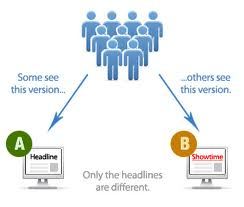 Some see
this version...
...others see
this version.
A
Headline
B
Showtime
Only the headlines
are different.